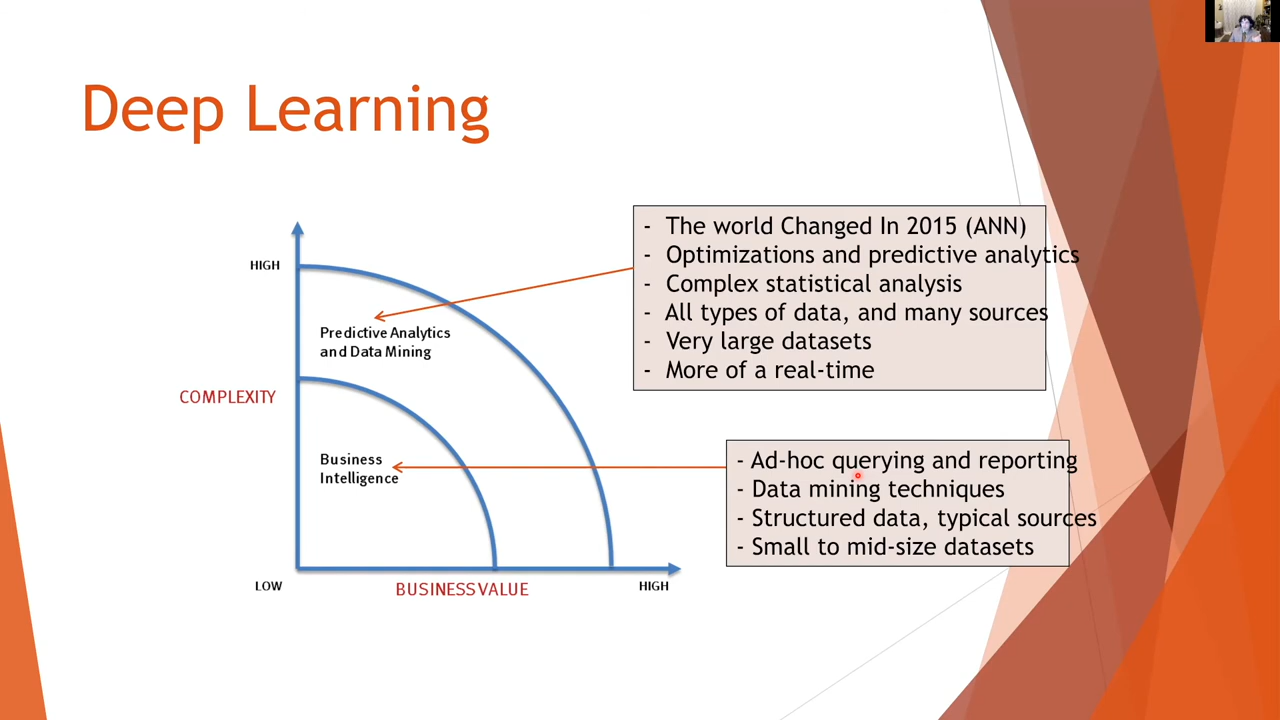 Deep Learning
HIGH
Predictive Analytics
and Data Mining
COMPLEXITY
Business
Intelligence
LOW
BUSINESS VALUE
HIGH
- The world Changed In 2015 (ANN)
- Optimizations and predictive analytics
- Complex statistical analysis
- All types of data, and many sources
- Very large datasets
- More of a real-time
- Ad-hoc querying and reporting
- Data mining techniques
- Structured data, typical sources
- Small to mid-size datasets